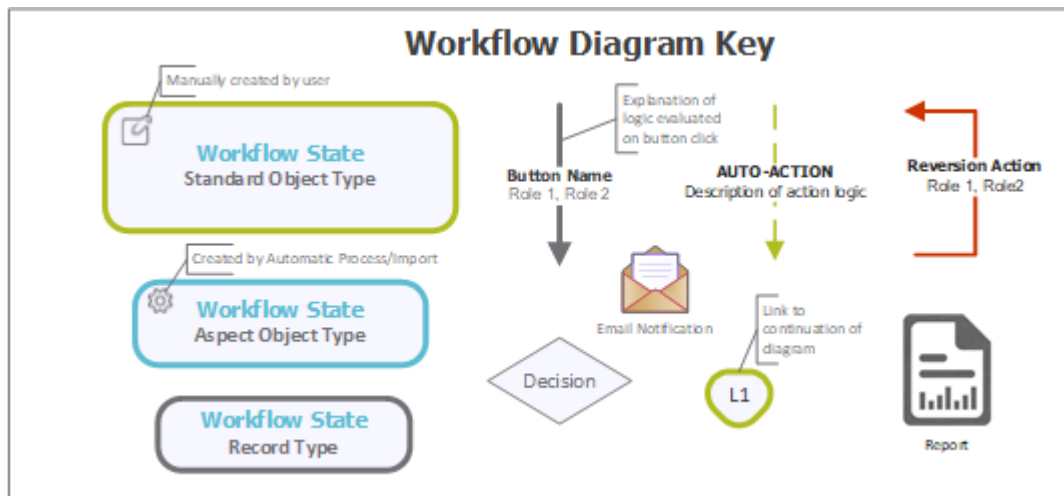 Workflow Diagram Key
Manually created by user
Workflow State
Standard Object Type
Created by Automatic Process/Import
Workflow State
Aspect Object Type
Workflow State
Record Type
Explanation of
logic evaluated
on button click
Button Name
Role 1, Role 2
AUTO-ACTION
Description of action logic
Reversion Action
Role 1, Role2
Email Notification
Decision
Link to
continuation of
diagram
L1
Report